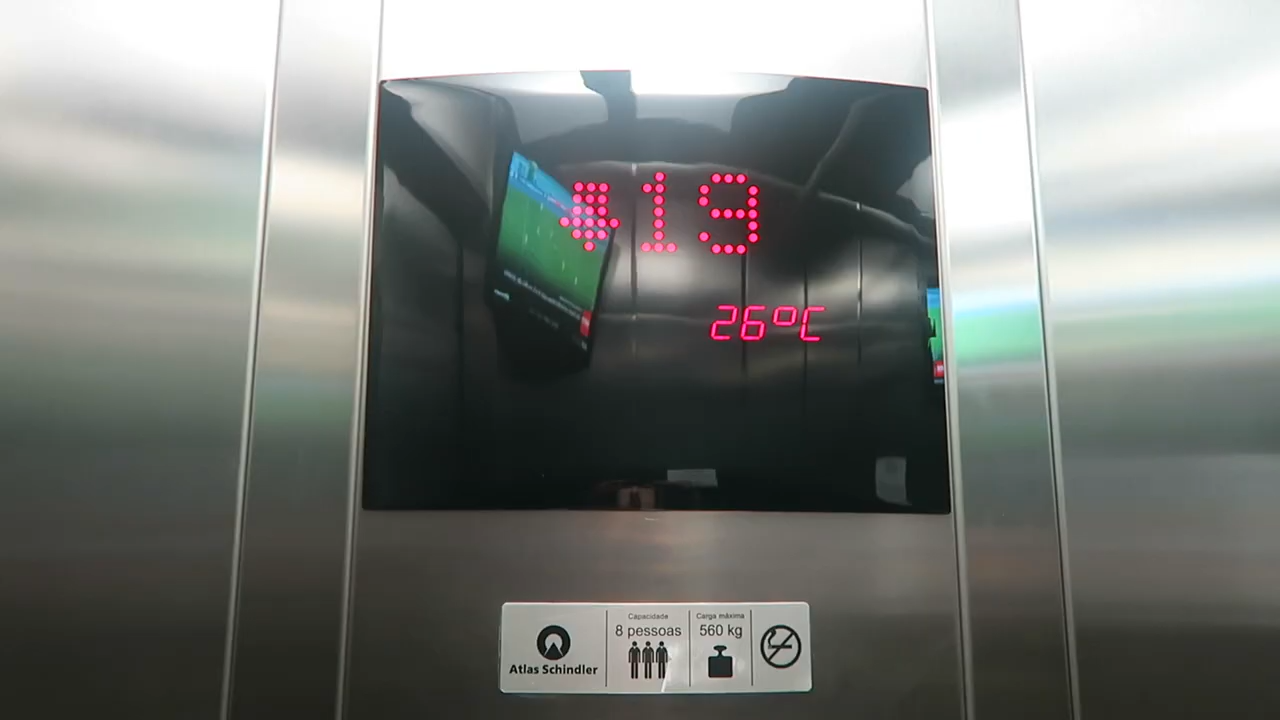 19
26°C
Atlas Schindler
Capacidade
8 pessoas
Carga máxima
560 kg